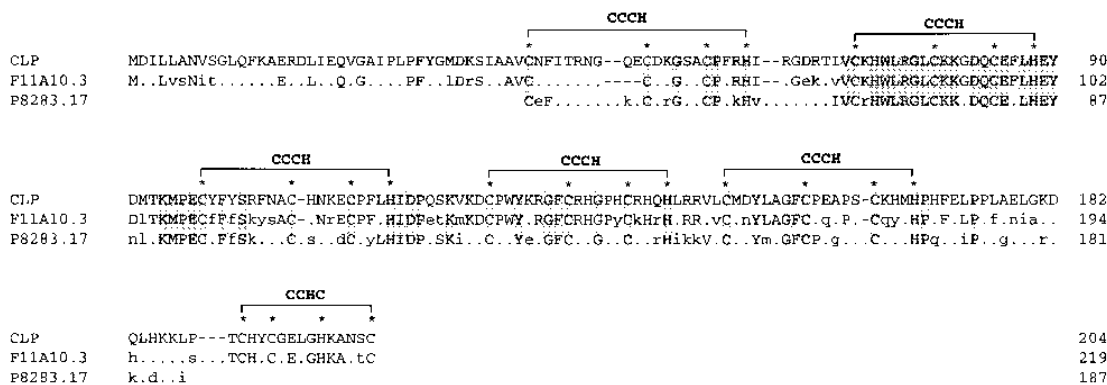 CCCH CCCH
CLP MDILLANVSGLQFKAERDLIEQVGAIPLPFYGMDKSIAAVCNFITRNG--QECDKGSACPFRHI--RGDRTIVCKHWLRGLCKKGDQCEFLHEY 90
F11A10.3 M..LvsNit.....E..L..Q.G....PF..lDrS.AAVC........----C.rG..CP.RHI--.Gek.vVCKHWLRGLCKKGDQCEFLHEY 102
P8283.17 CeF.......k.C.rG..CP.kHv.......IVCrHWLRGLCKK.DQCE.LHEY 87
CCCH CCCH CCCH
CLP DMTKMPECYFYSRFNAC-HNKECPFLHIDPQSKVKDCPWYKRGFCRHGPHCRHQHLRRVLCMDYLAGFCPEAPS-CKHMHPHFELPPLAELGKD 182
F11A10.3 DlTKMPECfFfSkysAC-.NrECPF.HIDPetKmKDCPWY.RGFCRHGPYCkHrH.RR.vC.nYLAGFC.q.P..-Cqy.HF.F.LP.f.nia.. 194
P8283.17 nl.KMPEC.FfSk...C.s..dC.yLHIDP.SKi..C.Ye.GFC.G..C.rHikkV.C.Ym.GFCP.g...C..HPq..iP..g...r. 181
CCHC
CLP QLHKKLP---TCHYCGELGHKANSC 204
F11A10.3 h.....s...TCH.C.E.GHKA.tC 219
P8283.17 k.d..i 187